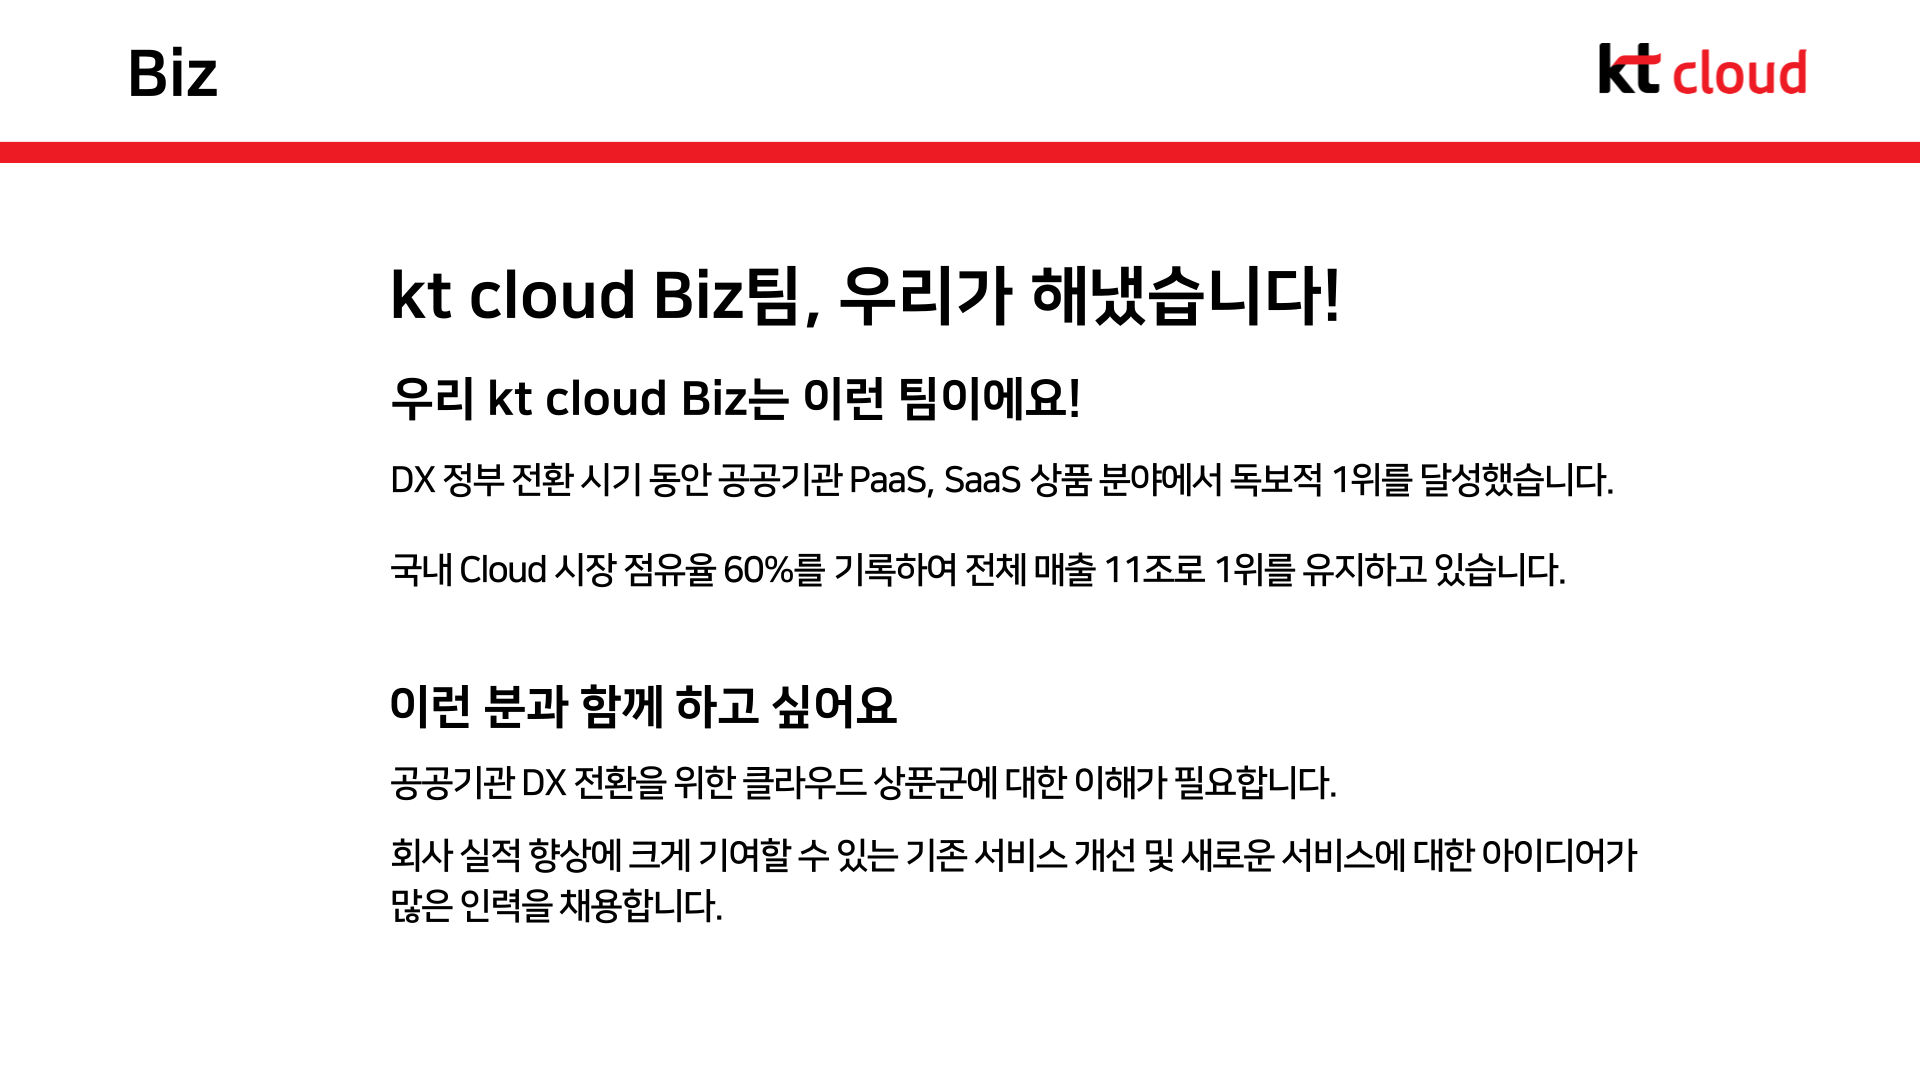 Biz
kt cloud
kt cloud Biz팀, 우리가 해냈습니다!
우리 kt cloud Biz는 이런 팀이에요!
DX 정부 전환 시기 동안 공공기관 PaaS, SaaS 상품 분야에서 독보적 1위를 달성했습니다.
국내 Cloud 시장 점유율 60%를 기록하여 전체 매출 11조로 1위를 유지하고 있습니다.
이런 분과 함께 하고 싶어요
공공기관 DX 전환을 위한 클라우드 상푼군에 대한 이해가 필요합니다.
회사 실적 향상에 크게 기여할 수 있는 기존 서비스 개선 및 새로운 서비스에 대한 아이디어가
많은 인력을 채용합니다.